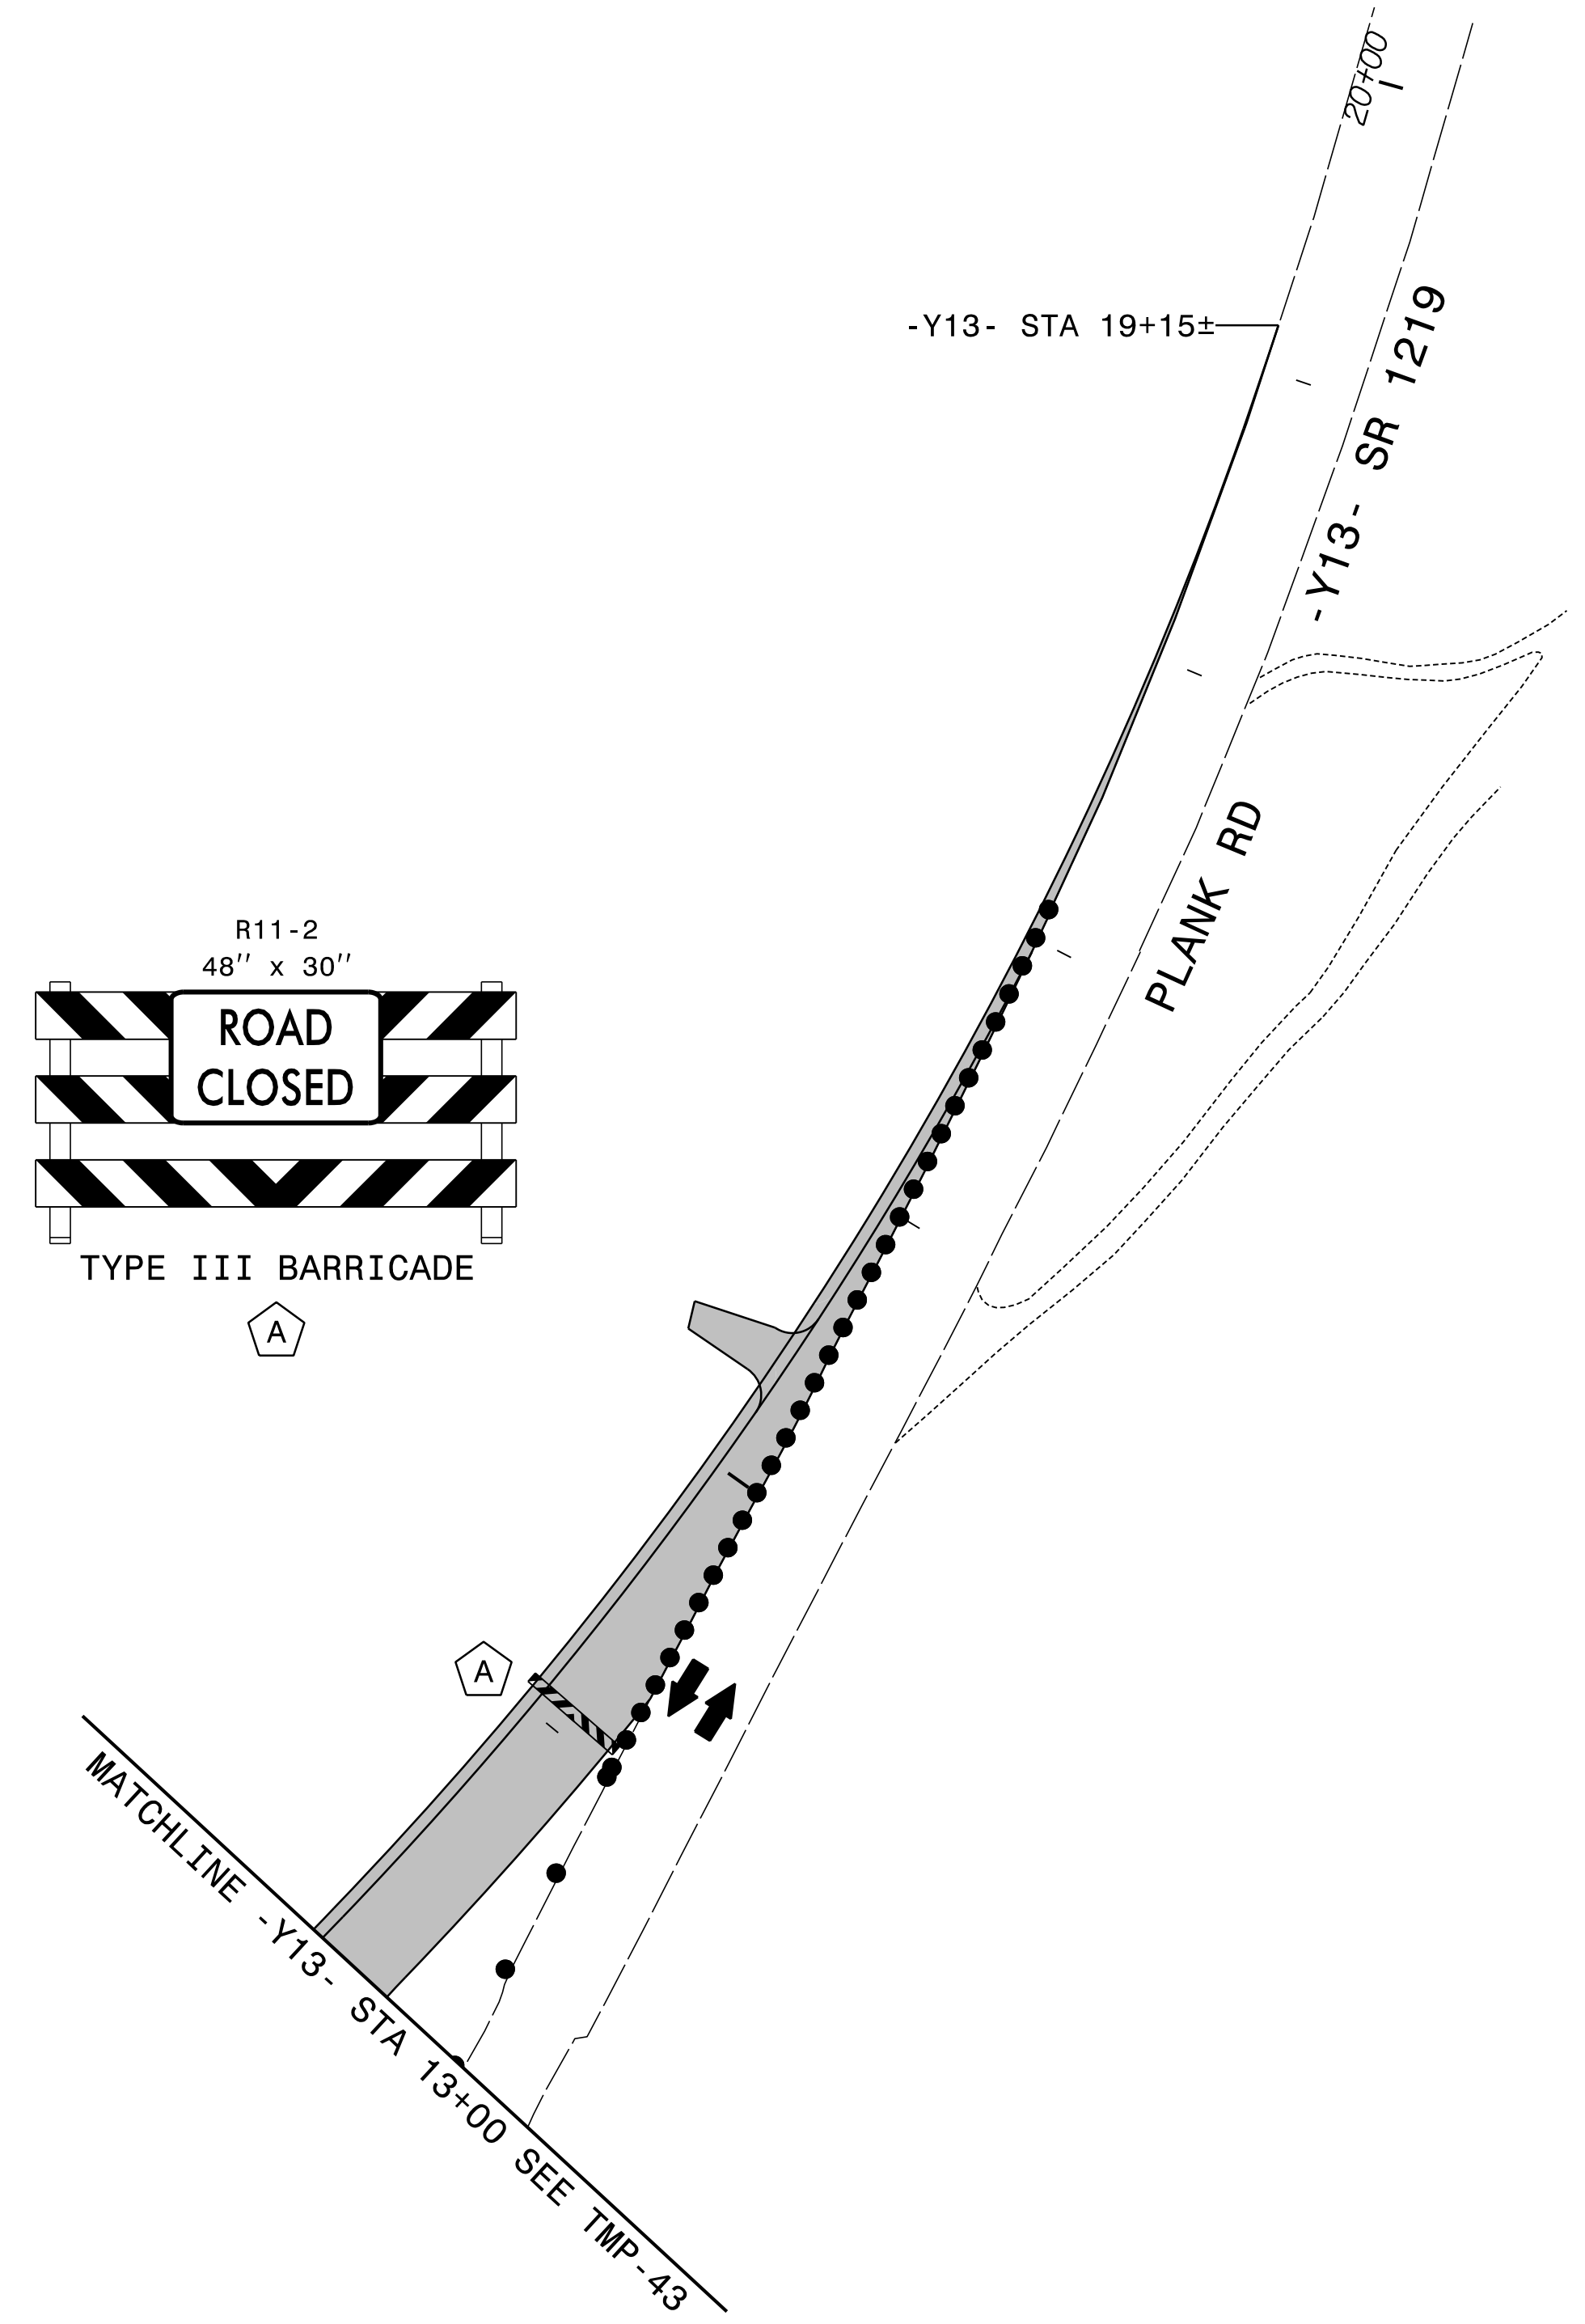 20+00
-Y13- STA 19+15±
-Y13- SR 1219
PLANK RD
R11-2
48" x 30"
ROAD
CLOSED
TYPE III BARRICADE
A
A
MATCHLINE -Y13- STA 13+00 SEE TMP-43